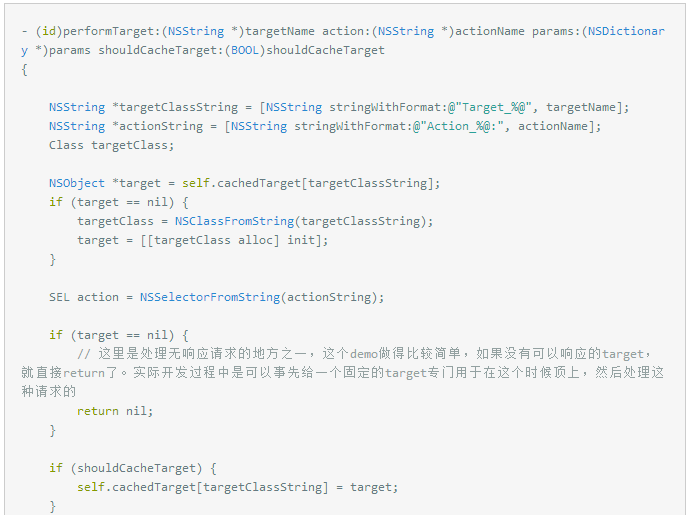 - (id)performTarget:(NSString *)targetName action:(NSString *)actionName params:(NSDictionar
y *)params shouldCacheTarget:(BOOL)shouldCacheTarget
{
NSString *targetClassString = [NSString stringWithFormat:@"Target_%@", targetName];
NSString *actionString = [NSString stringWithFormat:@"Action_%@:", actionName];
Class targetClass;
NSObject *target = self.cachedTarget[targetClassString];
if (target == nil) {
targetClass = NSClassFromString(targetClassString);
target = [[targetClass alloc] init];
}
SEL action = NSSelectorFromString(actionString);
if (target == nil) {
// 这里是处理无响应请求的地方之一，这个demo做得比较简单，如果没有可以响应的target，
就直接return了。实际开发过程中是可以事先给一个固定的target专门用于在这个时候顶上，然后处理这
种请求的
return nil;
}
if (shouldCacheTarget) {
self.cachedTarget[targetClassString] = target;
}